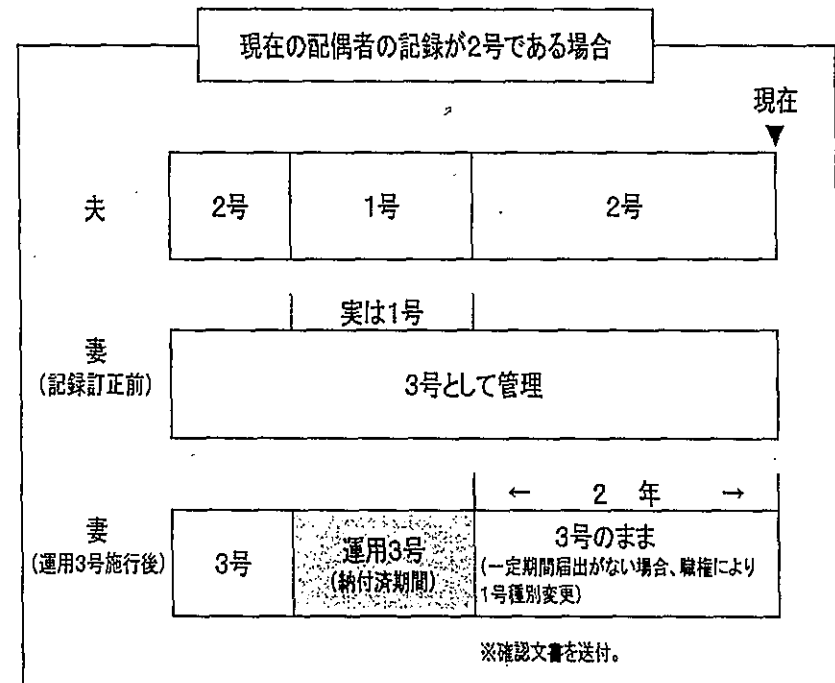 現在の配偶者の記録が2号である場合
現在
▼
夫
2号
1号
2号
実は1号
妻
(記録訂正前)
3号として管理
← 2 年 →
妻
(運用3号施行後)
3号
運用3号
(納付済期間)
3号のまま
(一定期間届出がない場合、職権により
1号種別変更)
※確認文書を送付。